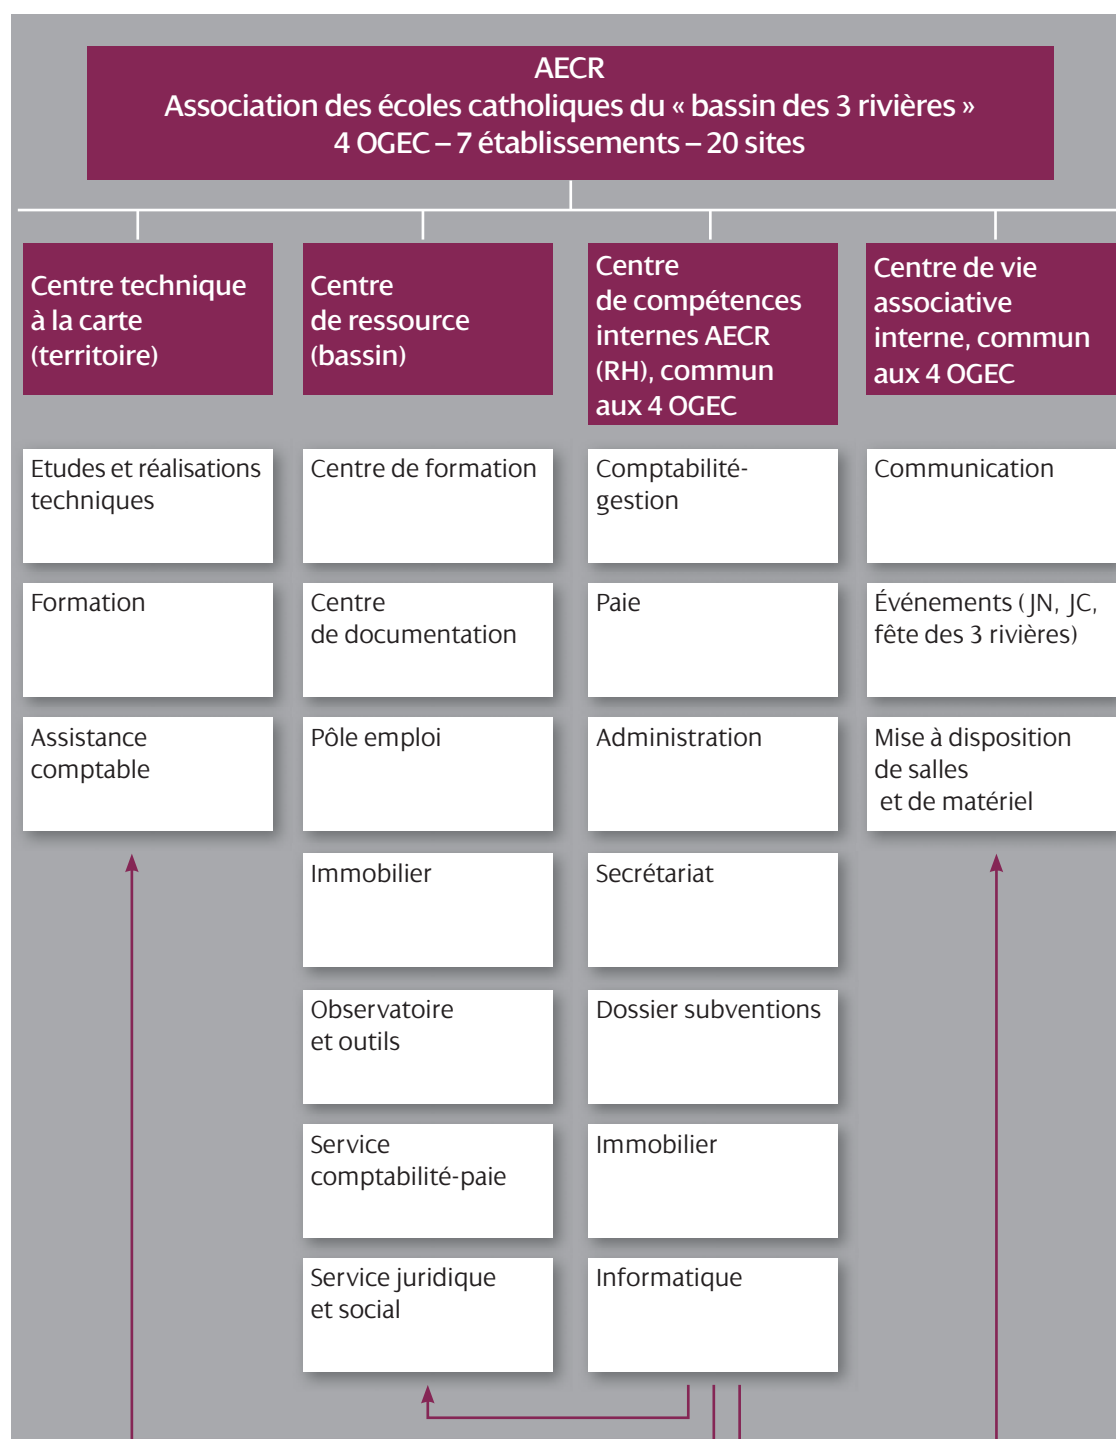 AECR
Association des écoles catholiques du « bassin des 3 rivières »
4 OGEC – 7 établissements – 20 sites
Centre technique
à la carte
(territoire)
Etudes et réalisations
techniques
Formation
Assistance
comptable
Centre
de ressource
(bassin)
Centre de formation
Centre
de documentation
Pôle emploi
Immobilier
Observatoire
et outils
Service
comptabilité-paie
Service juridique
et social
Centre
de compétences
internes AECR
(RH), commun
aux 4 OGEC
Comptabilité-
gestion
Paie
Administration
Secrétariat
Dossier subventions
Immobilier
Informatique
Centre de vie
associative
interne, commun
aux 4 OGEC
Communication
Événements (JN, JC,
fête des 3 rivières)
Mise à disposition
de salles
et de matériel